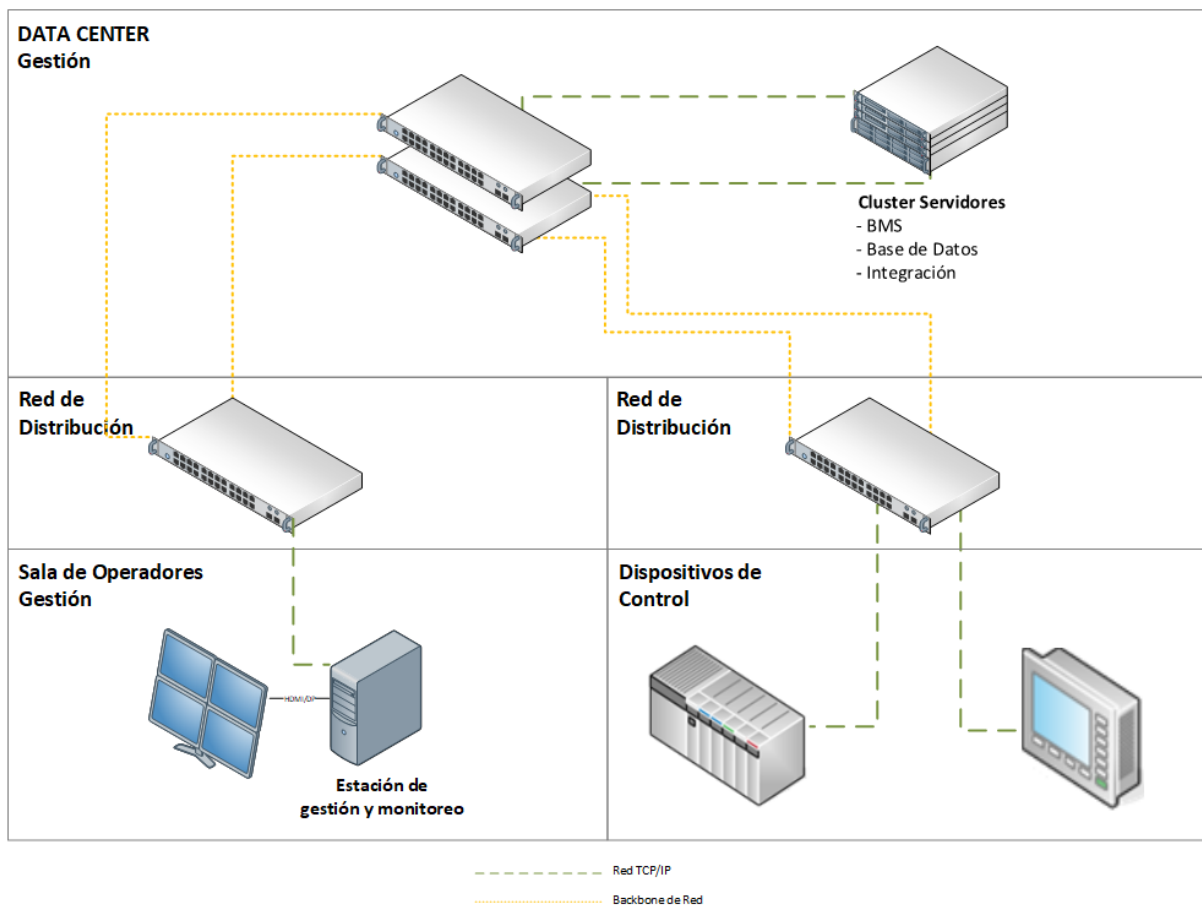 DATA CENTER
Gestión
Cluster Servidores
- BMS
- Base de Datos
- Integración
Red de
Distribución
Red de
Distribución
Sala de Operadores
Gestión
HDMI/DP
Estación de
gestión y monitoreo
Dispositivos de
Control
Red TCP/IP
Backbone de Red